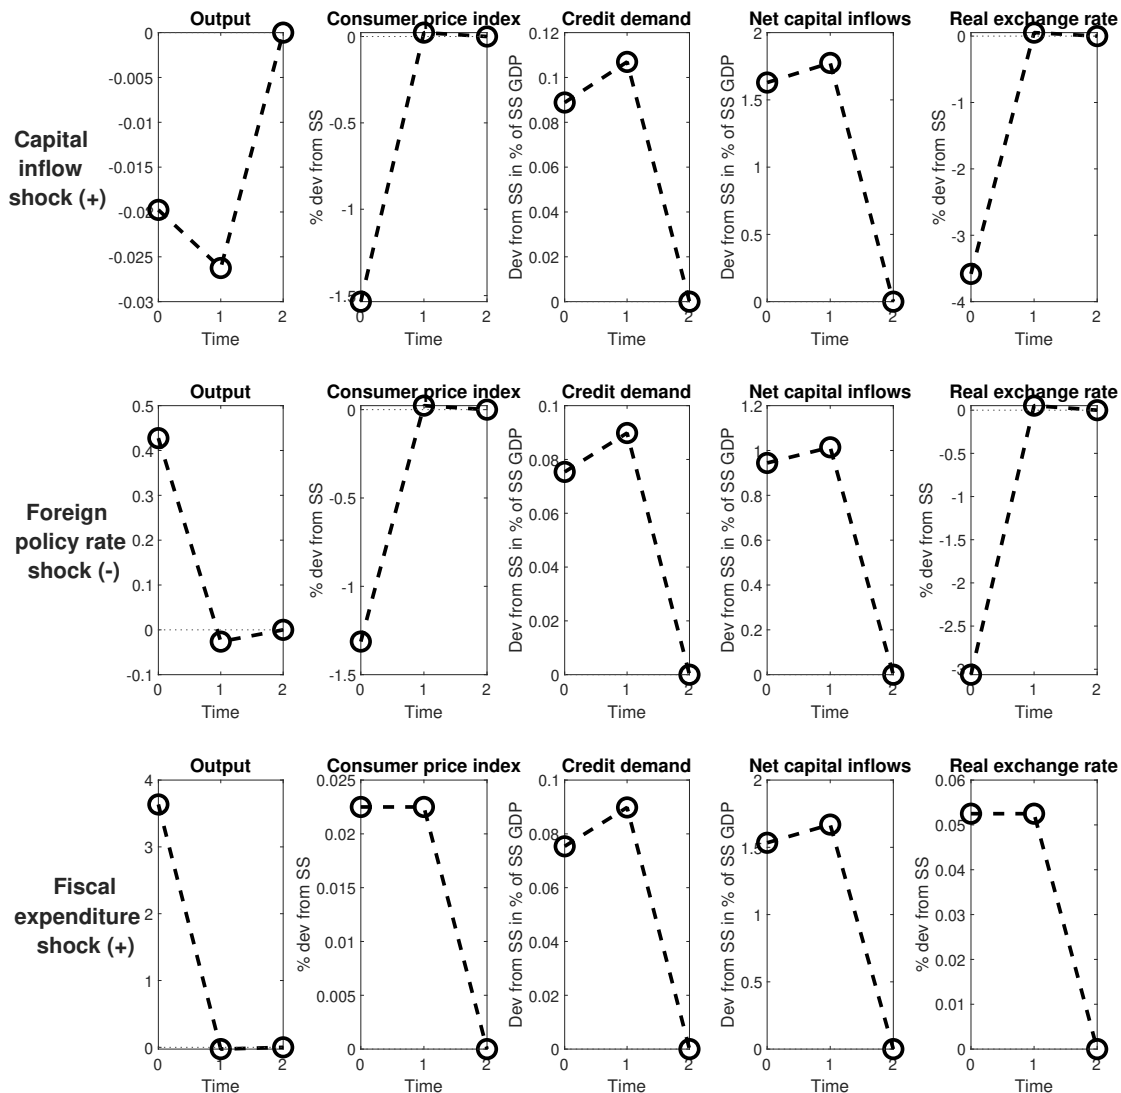 Output
Consumer price index
Credit demand
Net capital inflows
Real exchange rate
Capital
inflow
shock (+)
0
-0.005
-0.01
-0.015
-0.02
-0.025
-0.03
0 1 2
Time
% dev from SS
0
-0.5
-1
-1.5
0 1 2
Time
Dev from SS in % of SS GDP
0.12
0.1
0.08
0.06
0.04
0.02
0
0 1 2
Time
Dev from SS in % of SS GDP
2
1.5
1
0.5
0
0 1 2
Time
% dev from SS
0
-1
-2
-3
-4
0 1 2
Time
Output
Consumer price index
Credit demand
Net capital inflows
Real exchange rate
Foreign
policy rate
shock (-)
0.5
0.4
0.3
0.2
0.1
0
-0.1
0 1 2
Time
% dev from SS
0
-0.5
-1
-1.5
0 1 2
Time
Dev from SS in % of SS GDP
0.1
0.08
0.06
0.04
0.02
0
0 1 2
Time
Dev from SS in % of SS GDP
1.2
1
0.8
0.6
0.4
0.2
0
0 1 2
Time
% dev from SS
0
-0.5
-1
-1.5
-2
-2.5
-3
0 1 2
Time
Output
Consumer price index
Credit demand
Net capital inflows
Real exchange rate
Fiscal
expenditure
shock (+)
4
3
2
1
0
0 1 2
Time
% dev from SS
0.025
0.02
0.015
0.01
0.005
0
0 1 2
Time
Dev from SS in % of SS GDP
0.1
0.08
0.06
0.04
0.02
0
0 1 2
Time
Dev from SS in % of SS GDP
2
1.5
1
0.5
0
0 1 2
Time
% dev from SS
0.06
0.05
0.04
0.03
0.02
0.01
0
0 1 2
Time